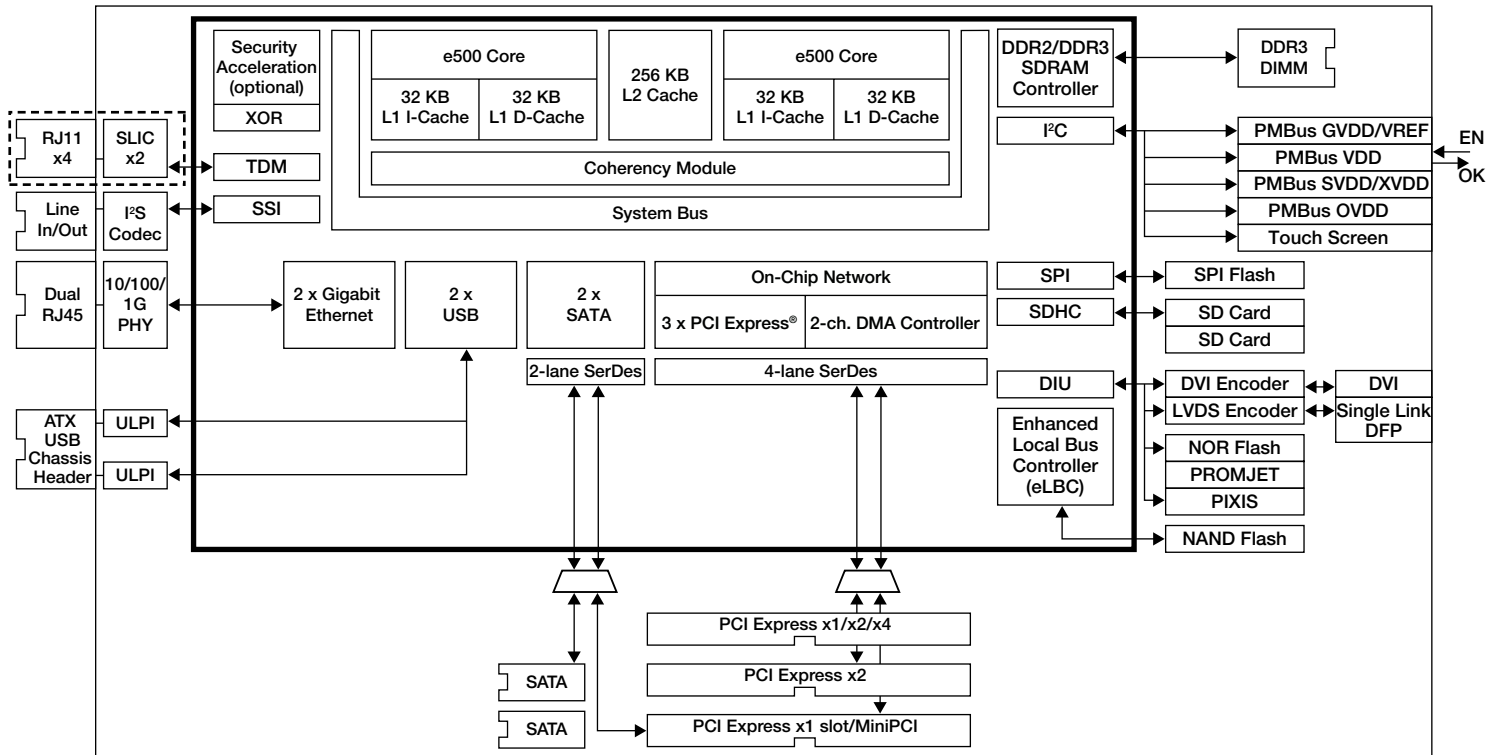 Security
Acceleration
(optional)
XOR
e500 Core
32 KB
L1 I-Cache
32 KB
L1 D-Cache
256 KB
L2 Cache
e500 Core
32 KB
L1 I-Cache
32 KB
L1 D-Cache
Coherency Module
System Bus
DDR2/DDR3
SDRAM
Controller
DDR3
DIMM
I²C
PMBus GVDD/VREF
PMBus VDD
PMBus SVDD/XVDD
PMBus OVDD
Touch Screen
EN
OK
RJ11
x4
SLIC
x2
TDM
Line
In/Out
I²S
Codec
SSI
Dual
RJ45
10/100/
1G
PHY
2 x Gigabit
Ethernet
2 x
USB
2 x
SATA
On-Chip Network
3 x PCI Express®
2-ch. DMA Controller
2-lane SerDes
4-lane SerDes
SPI
SPI Flash
SDHC
SD Card
SD Card
DIU
DVI Encoder
DVI
LVDS Encoder
Single Link
DFP
Enhanced
Local Bus
Controller
(eLBC)
NOR Flash
PROMJET
PIXIS
NAND Flash
ATX
USB
Chassis
Header
ULPI
ULPI
PCI Express x1/x2/x4
PCI Express x2
PCI Express x1 slot/MiniPCI
SATA
SATA